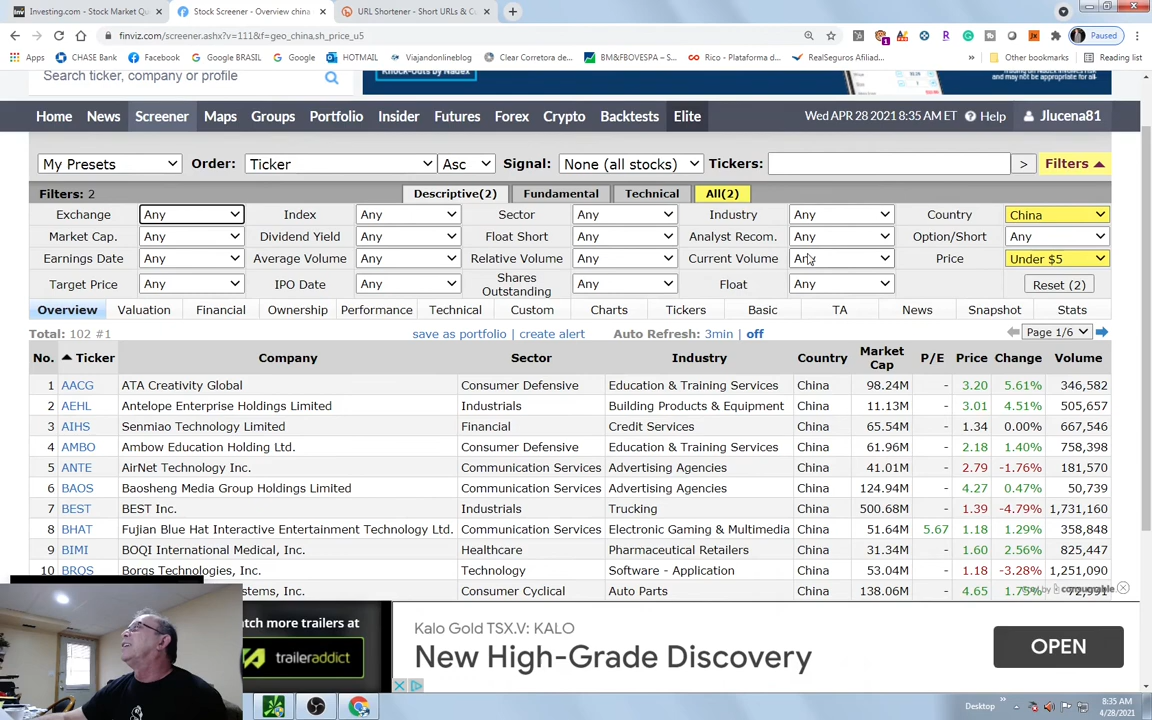 Investing.com - Stock Market Qu
Stock Screener - Overview china
URL Shortener - Short URLs & C
finviz.com/screener.ashx?v=111&f=geo_china.sh_price_u5
Paused
Apps
CHASE Bank
Facebook
Google BRASIL
Google
HOTMAIL
Viajandonlineblog
Clear Corretora de...
BM&FBOVESPA – S...
Rico - Plataforma d...
RealSeguros Afiliad...
»
Other bookmarks
Reading list
Search ticker, company or profile
Knock-Outs by Nadex
Home News Screener Maps Groups Portfolio Insider Futures Forex Crypto Backtests Elite Wed APR 28 2021 8:35 AM ET Help Jlucena81
My Presets Order: Ticker Asc Signal: None (all stocks) Tickers: > Filters
Filters: 2 Descriptive(2) Fundamental Technical All(2)
Exchange Any Index Any Sector Any Industry Any Country China
Market Cap. Any Dividend Yield Any Float Short Any Analyst Recom. Any Option/Short Any
Earnings Date Any Average Volume Any Relative Volume Any Current Volume Any Price Under $5
Target Price Any IPO Date Any Shares Outstanding Any Float Any Reset (2)
Overview Valuation Financial Ownership Performance Technical Custom Charts Tickers Basic TA News Snapshot Stats
Total: 102 #1 save as portfolio | create alert Auto Refresh: 3min | off Page 1/6
No. Ticker Company Sector Industry Country Market Cap P/E Price Change Volume
1 AACG ATA Creativity Global Consumer Defensive Education & Training Services China 98.24M - 3.20 5.61% 346,582
2 AEHL Antelope Enterprise Holdings Limited Industrials Building Products & Equipment China 11.13M - 3.01 4.51% 505,657
3 AIHS Senmiao Technology Limited Financial Credit Services China 65.54M - 1.34 0.00% 667,546
4 AMBO Ambow Education Holding Ltd. Consumer Defensive Education & Training Services China 61.96M - 2.18 1.40% 758,398
5 ANTE AirNet Technology Inc. Communication Services Advertising Agencies China 41.01M - 2.79 -1.76% 181,570
6 BAOS Baosheng Media Group Holdings Limited Communication Services Advertising Agencies China 124.94M - 4.27 0.47% 50,739
7 BEST BEST Inc. Industrials Trucking China 500.68M - 1.39 -4.79% 1,731,160
8 BHAT Fujian Blue Hat Interactive Entertainment Technology Ltd. Communication Services Electronic Gaming & Multimedia China 51.64M 5.67 1.18 1.29% 358,848
9 BIMI BOQI International Medical, Inc. Healthcare Pharmaceutical Retailers China 31.34M - 1.60 2.56% 825,447
10 BRQS Borqs Technologies, Inc. Technology Software - Application China 53.04M - 1.18 -3.28% 1,251,090
stems, Inc. Consumer Cyclical Auto Parts China 138.06M - 4.65 1.75% 72,991
tch more trailers at
traileraddict
Kalo Gold TSX.V: KALO
New High-Grade Discovery
OPEN
Desktop
»
8:35 AM
4/28/2021